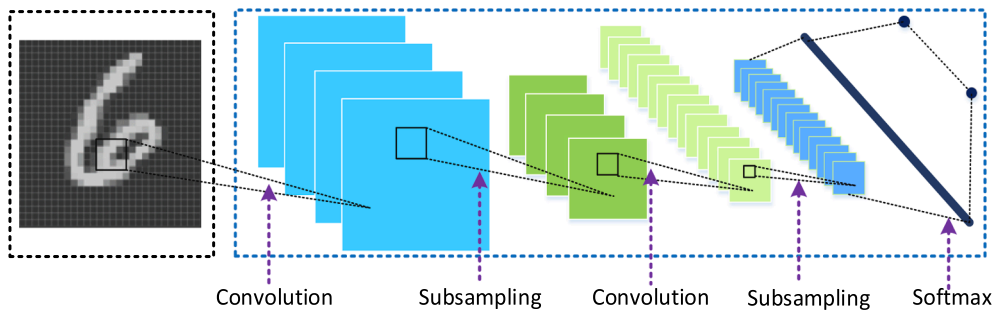 Convolution
Subsampling
Convolution
Subsampling
Softmax